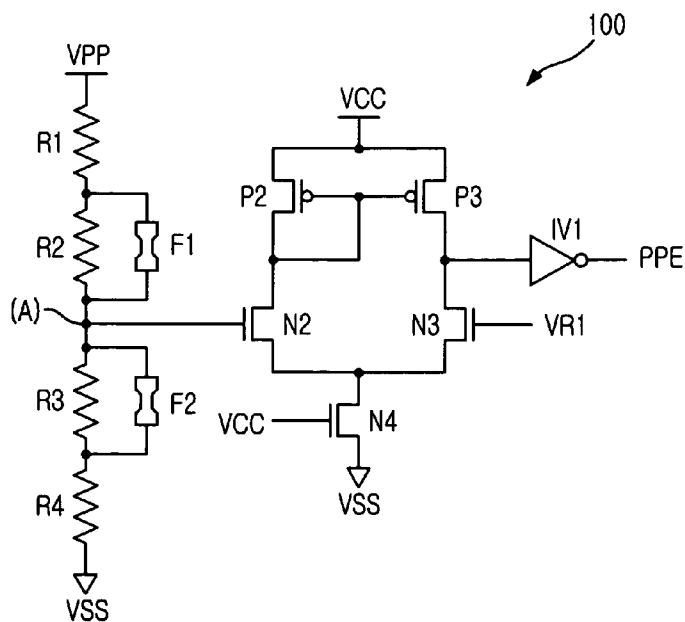 100
VPP
VCC
R1
P2
P3
R2
F1
IV1
PPE
(A)
N2
N3
VR1
R3
F2
VCC
N4
R4
VSS
VSS